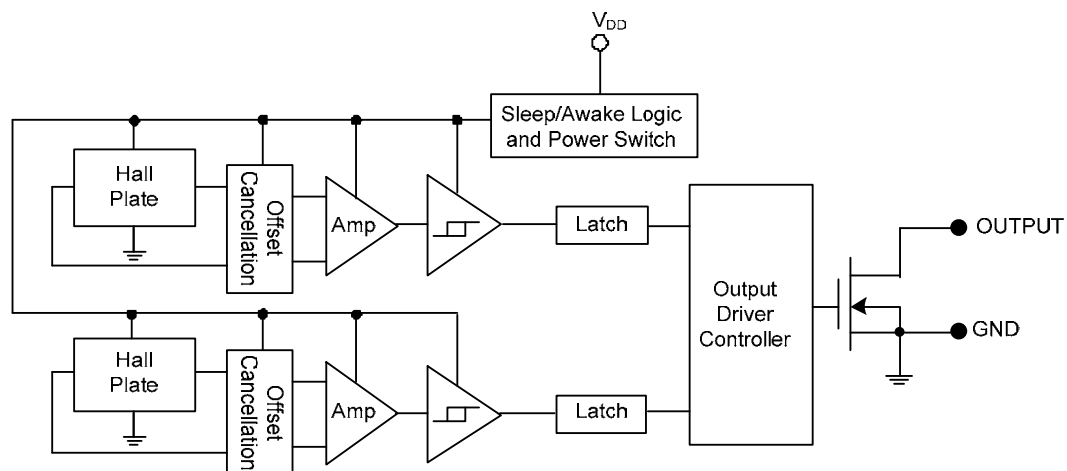 VDD
Sleep/Awake Logic
and Power Switch
Hall
Plate
Offset
Cancellation
Amp
Latch
Output
Driver
Controller
OUTPUT
GND
Hall
Plate
Offset
Cancellation
Amp
Latch